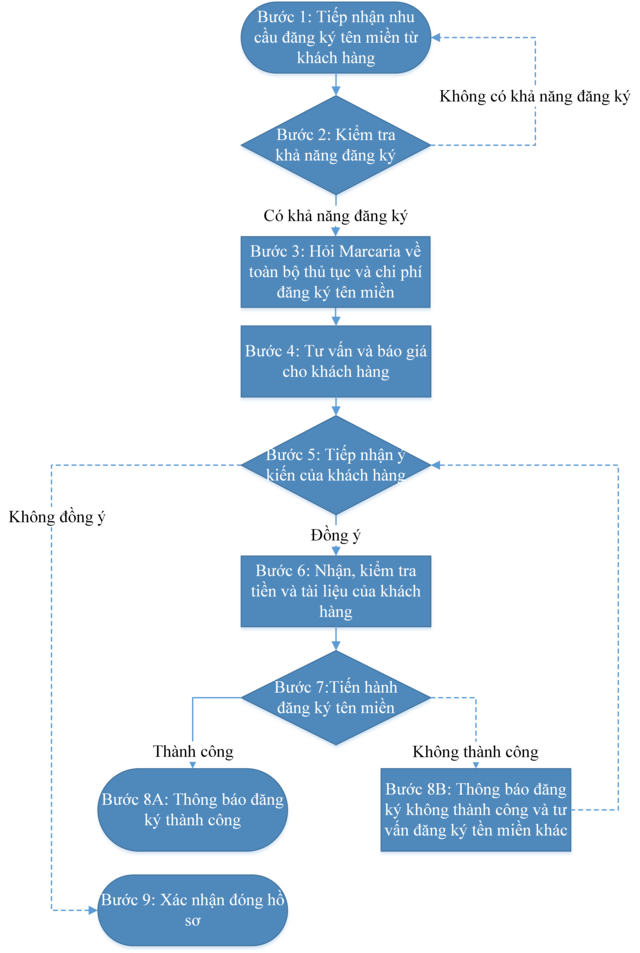 Bước 1: Tiếp nhận nhu
cầu đăng ký tên miền từ
khách hàng
Không có khả năng đăng ký
Bước 2: Kiểm tra
khả năng đăng ký
Có khả năng đăng ký
Bước 3: Hỏi Marcaria về
toàn bộ thủ tục và chi phí
đăng ký tên miền
Bước 4: Tư vấn và báo giá
cho khách hàng
Bước 5: Tiếp nhận ý
kiến của khách hàng
Không đồng ý
Đồng ý
Bước 6: Nhận, kiểm tra
tiền và tài liệu của khách
hàng
Bước 7:Tiến hành
đăng ký tên miền
Thành công
Không thành công
Bước 8A: Thông báo đăng
ký thành công
Bước 8B: Thông báo đăng
ký không thành công và tư
vấn đăng ký tền miền khác
Bước 9: Xác nhận đóng hồ
sơ